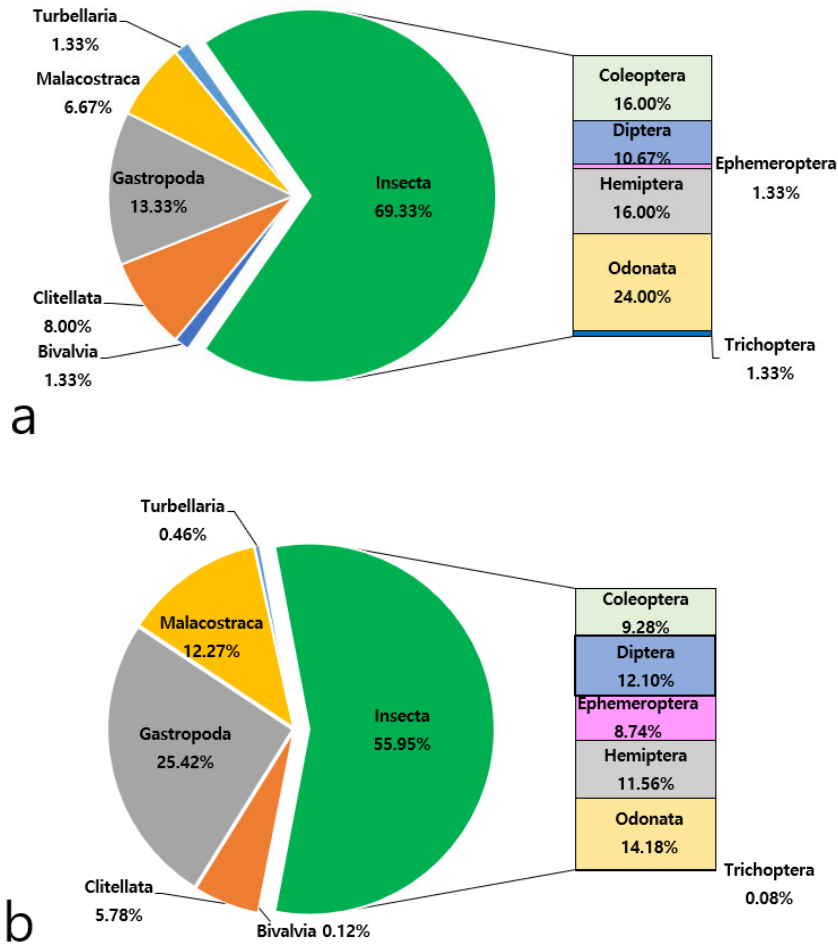 Turbellaria
1.33%
Malacostraca
6.67%
Gastropoda
13.33%
Clitellata
8.00%
Bivalvia
1.33%
Insecta
69.33%
Coleoptera
16.00%
Diptera
10.67%
Ephemeroptera
1.33%
Hemiptera
16.00%
Odonata
24.00%
Trichoptera
1.33%
a
Turbellaria
0.46%
Malacostraca
12.27%
Gastropoda
25.42%
Clitellata
5.78%
Bivalvia 0.12%
Insecta
55.95%
Coleoptera
9.28%
Diptera
12.10%
Ephemeroptera
8.74%
Hemiptera
11.56%
Odonata
14.18%
Trichoptera
0.08%
b